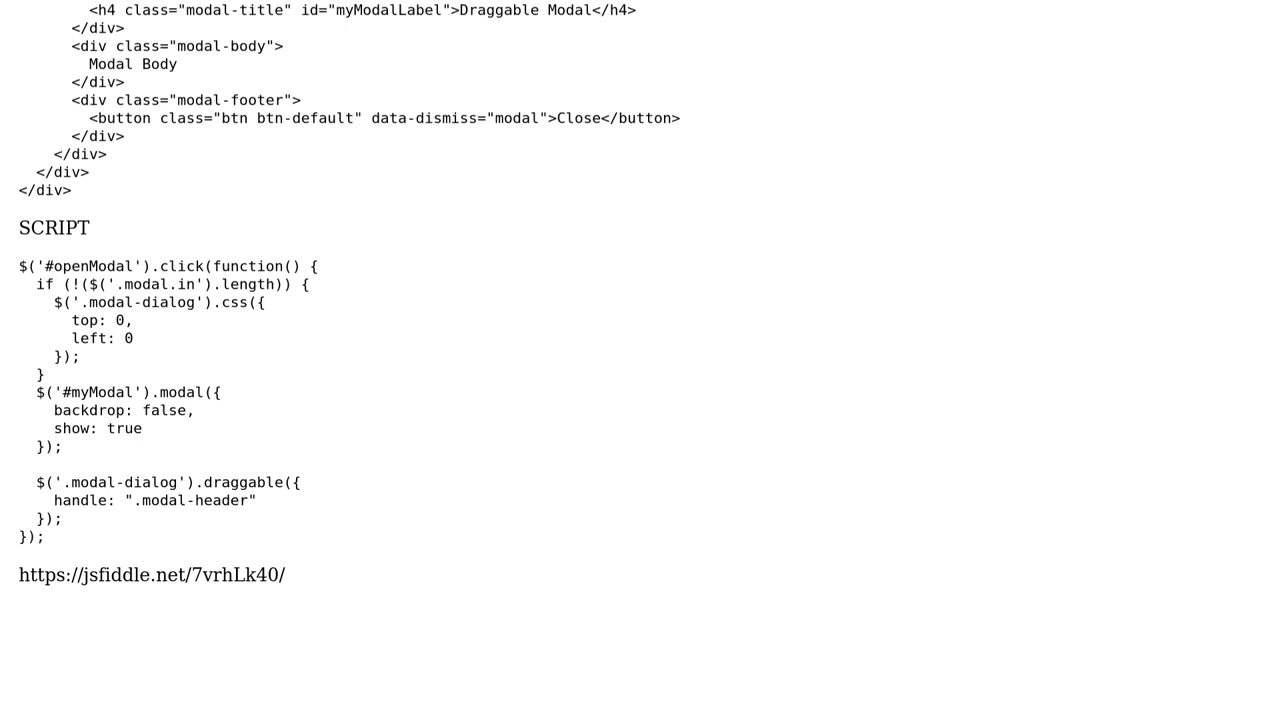 <h4 class="modal-title" id="myModalLabel">Draggable Modal</h4>
      </div>
      <div class="modal-body">
        Modal Body
      </div>
      <div class="modal-footer">
        <button class="btn btn-default" data-dismiss="modal">Close</button>
      </div>
    </div>
  </div>
</div>
SCRIPT
$('#openModal').click(function() {
  if (!($('.modal.in').length)) {
    $('.modal-dialog').css({
      top: 0,
      left: 0
    });
  }
  $('#myModal').modal({
    backdrop: false,
    show: true
  });

  $('.modal-dialog').draggable({
    handle: ".modal-header"
  });
});
https://jsfiddle.net/7vrhLk40/